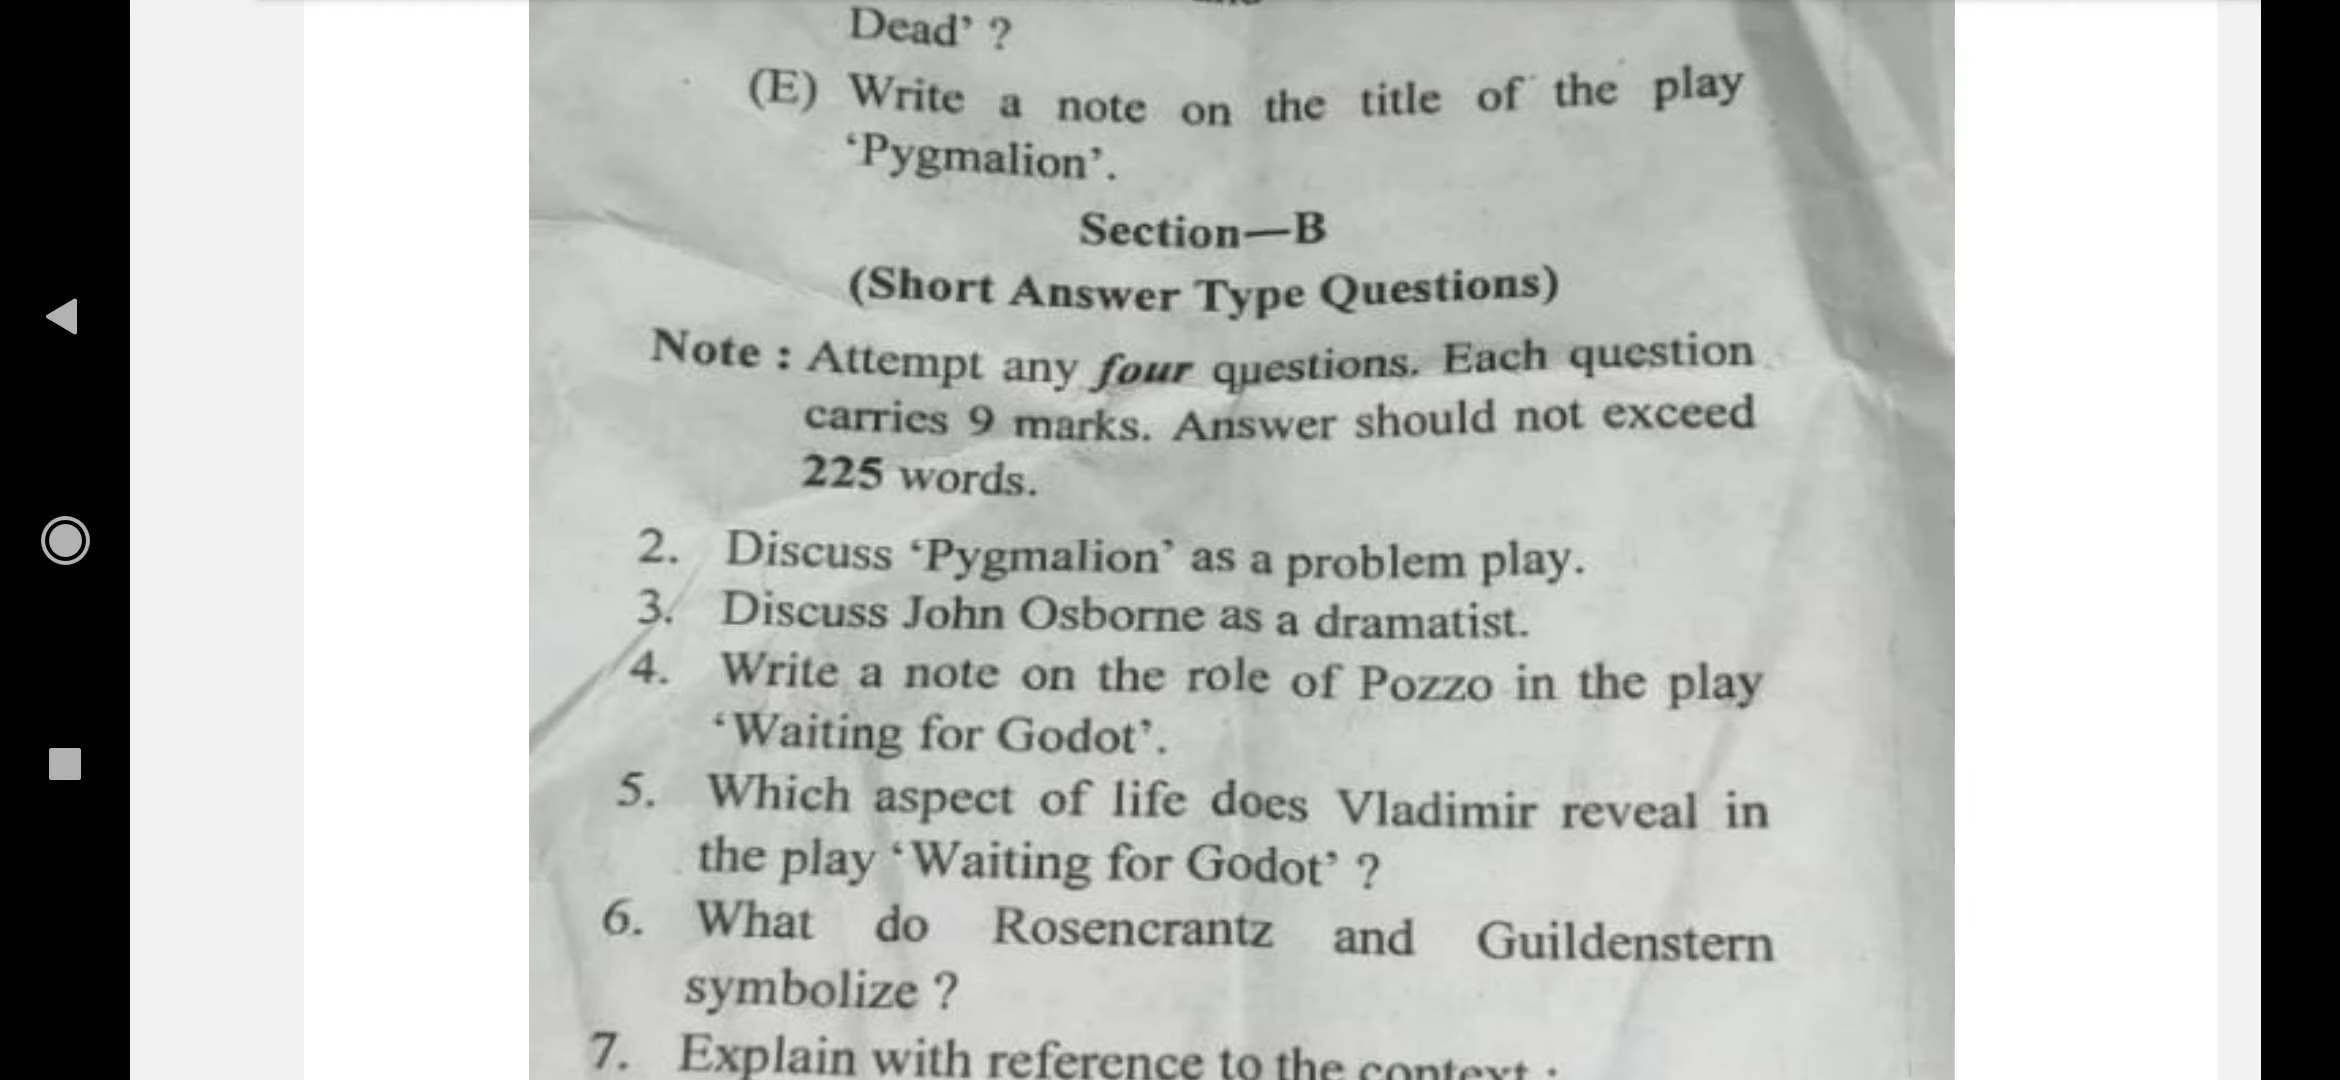 Dead' ?
(E) Write a note on the title of the play
'Pygmalion'.
Section—B
(Short Answer Type Questions)
Note : Attempt any four questions. Each question
carries 9 marks. Answer should not exceed
225 words.
2. Discuss 'Pygmalion' as a problem play.
3. Discuss John Osborne as a dramatist.
4. Write a note on the role of Pozzo in the play
'Waiting for Godot'.
5. Which aspect of life does Vladimir reveal in
the play 'Waiting for Godot' ?
6. What do Rosencrantz and Guildenstern
symbolize ?
7. Explain with reference to the context :